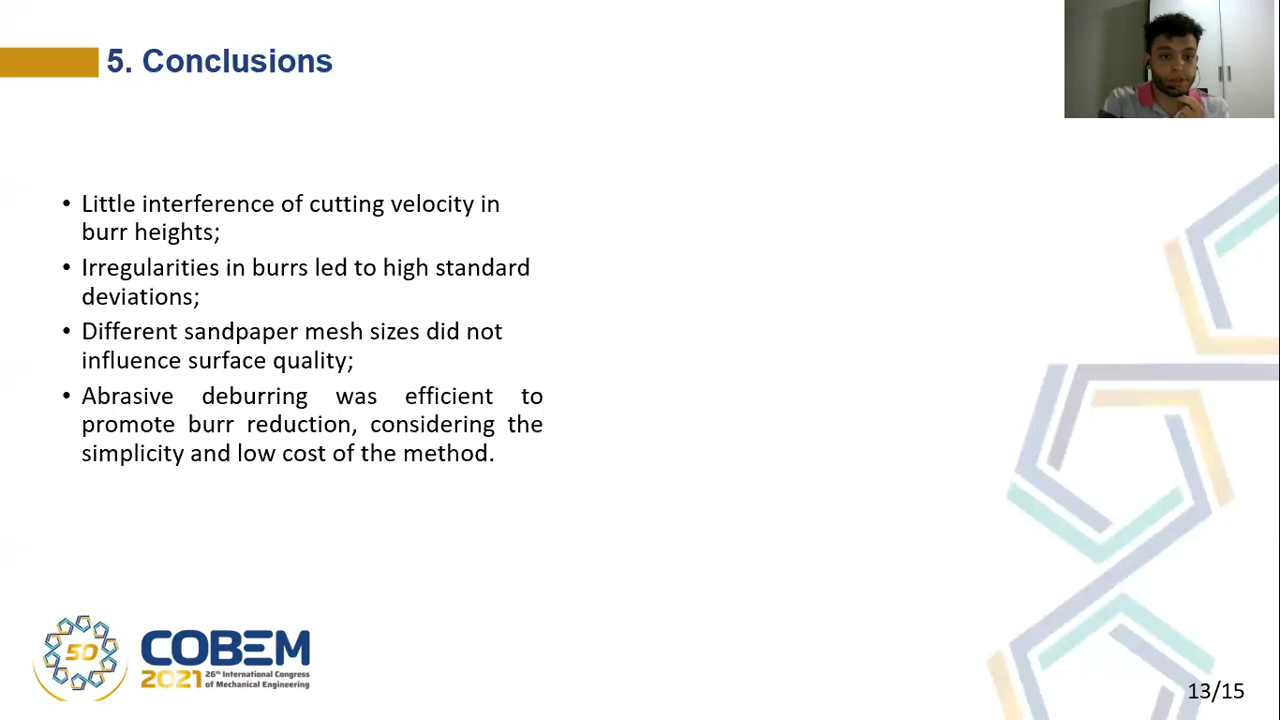 5. Conclusions
• Little interference of cutting velocity in
burr heights;
• Irregularities in burrs led to high standard
deviations;
• Different sandpaper mesh sizes did not
influence surface quality;
• Abrasive deburring was efficient to
promote burr reduction, considering the
simplicity and low cost of the method.
50
COBEM
2021 26th International Congress
of Mechanical Engineering
13/15